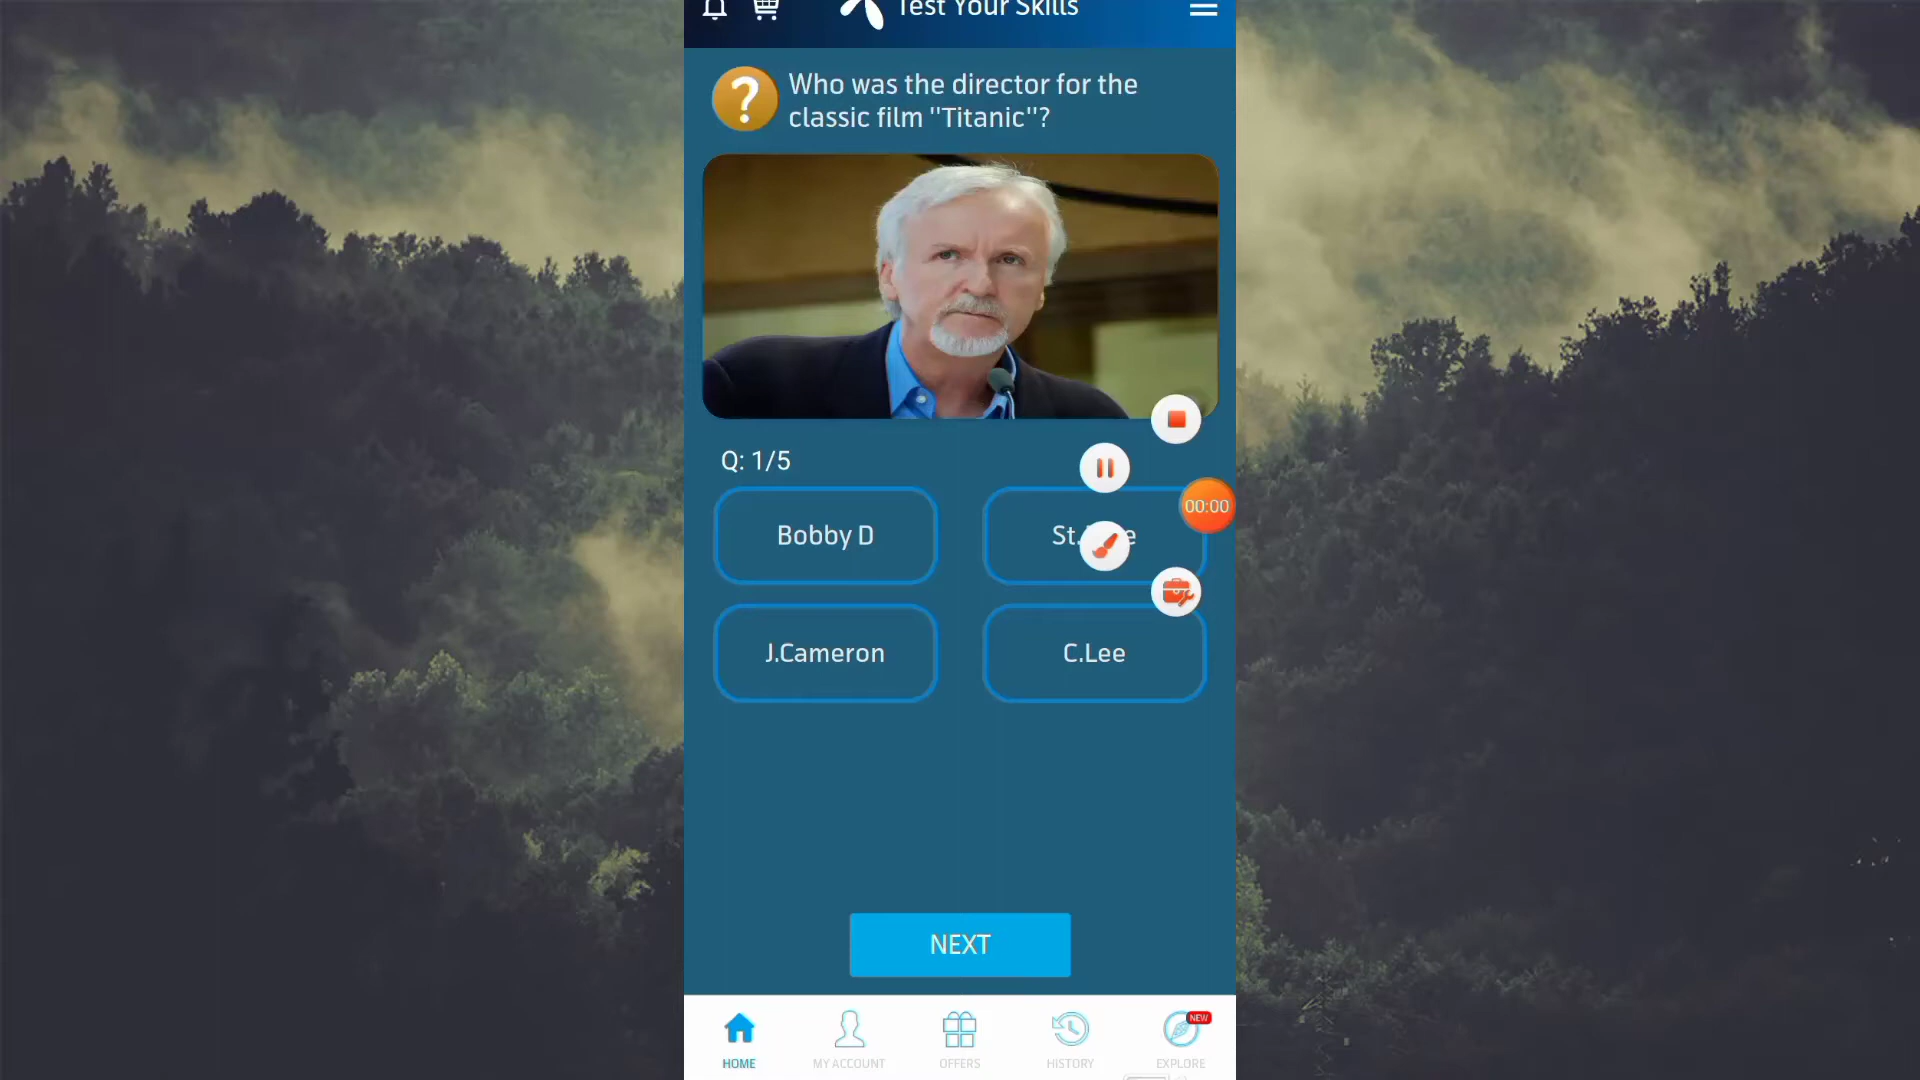 Test Your Skills
?
Who was the director for the
classic film "Titanic"?
Q: 1/5
00:00
Bobby D
J.Cameron
C.Lee
NEXT
NEW
HOME
MY ACCOUNT
OFFERS
HISTORY
EXPLORE